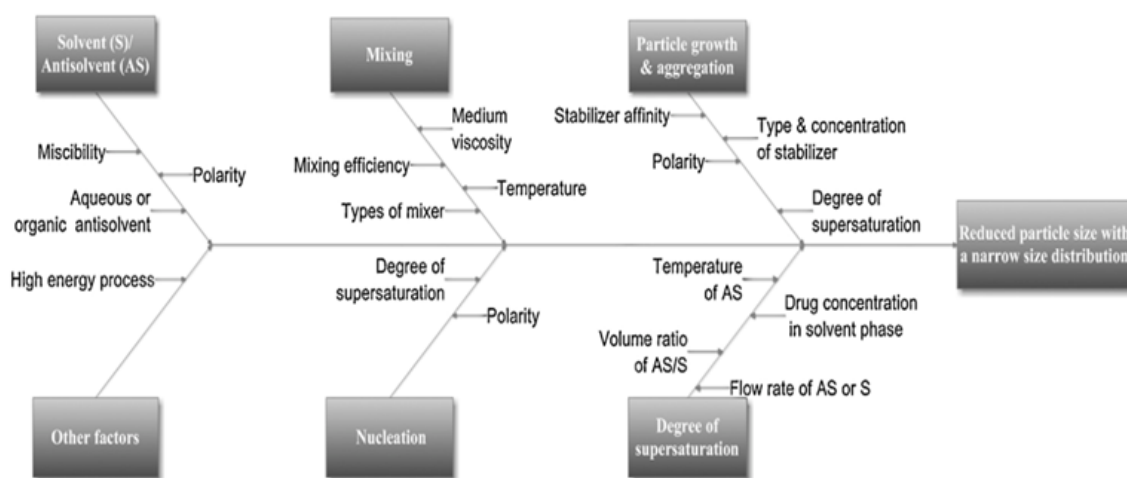 Solvent (S)/
Antisolvent (AS)
Mixing
Particle growth
& aggregation
Medium
viscosity
Stabilizer affinity
Type & concentration
of stabilizer
Miscibility
Mixing efficiency
Polarity
Polarity
Temperature
Aqueous or
organic antisolvent
Types of mixer
Degree of
supersaturation
Reduced particle size with
a narrow size distribution
High energy process
Degree of
supersaturation
Temperature
of AS
Polarity
Drug concentration
in solvent phase
Volume ratio
of AS/S
Flow rate of AS or S
Other factors
Nucleation
Degree of
supersaturation